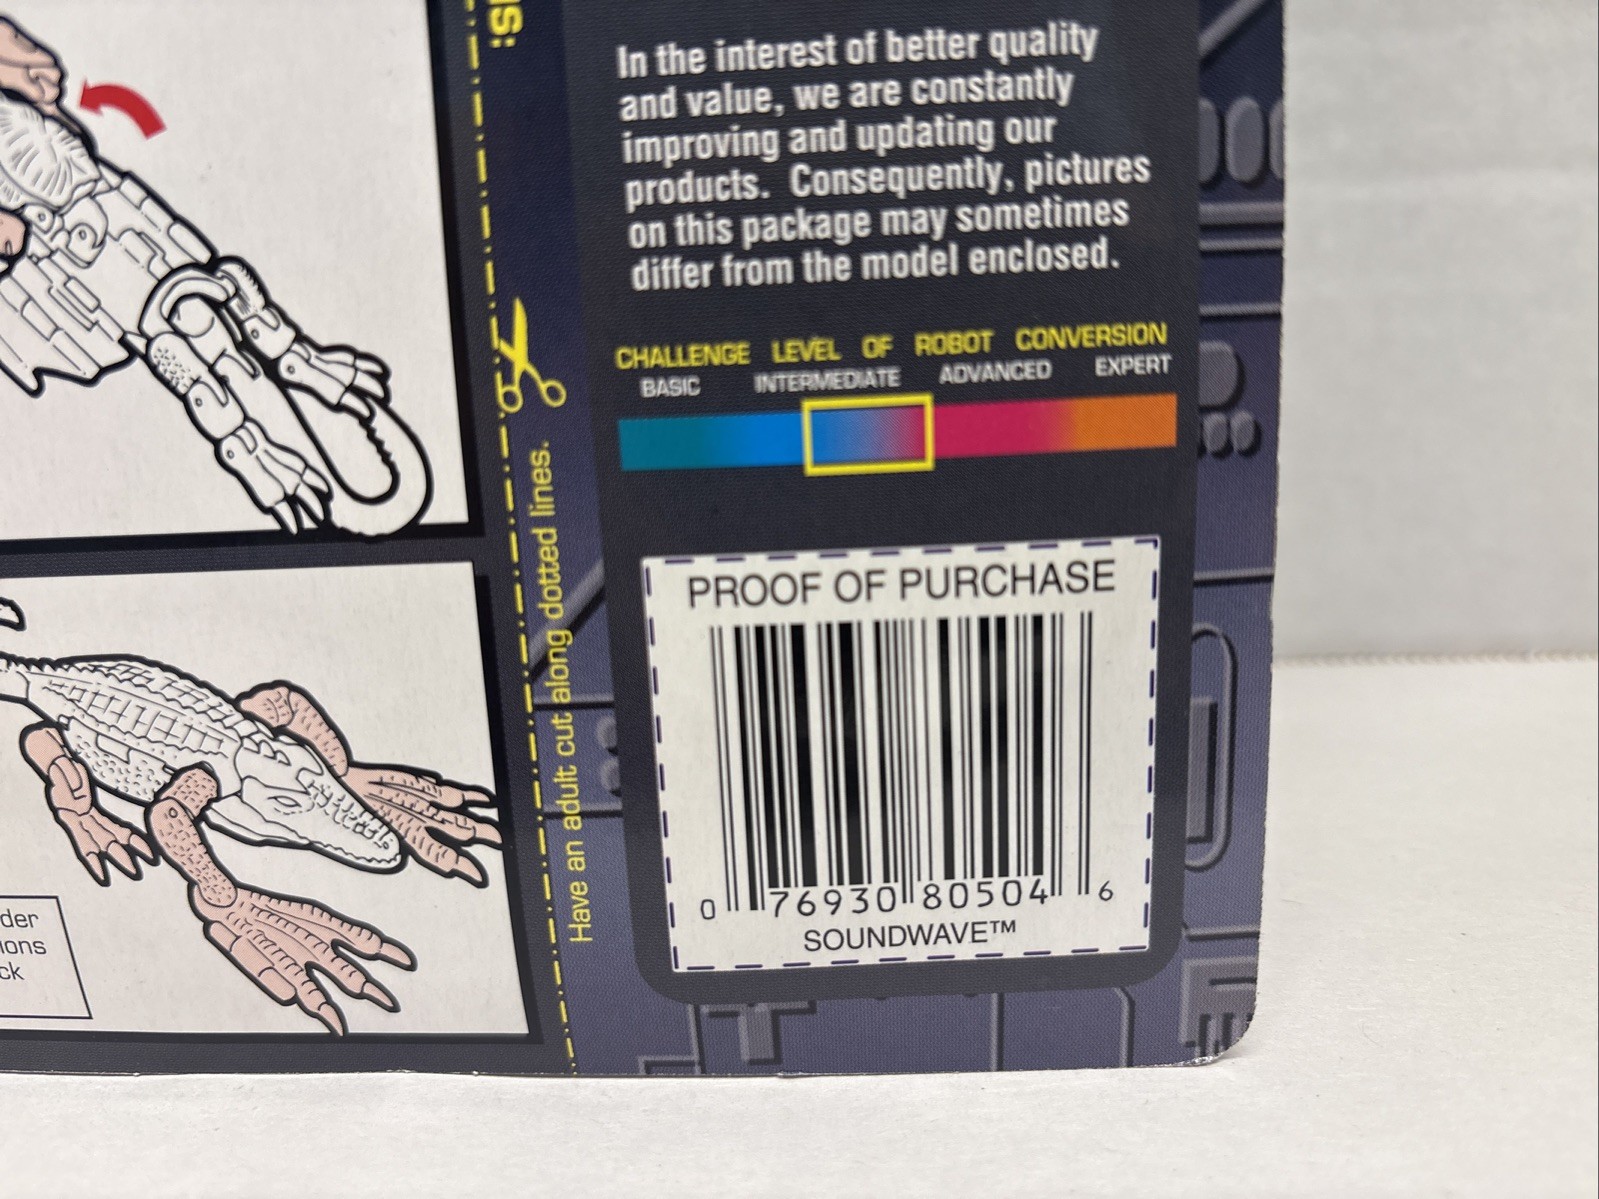 In the interest of better quality
and value, we are constantly
improving and updating our
products. Consequently, pictures
on this package may sometimes
differ from the model enclosed.
CHALLENGE LEVEL OF ROBOT CONVERSION
BASIC INTERMEDIATE ADVANCED EXPERT
Have an adult cut along dotted lines.
PROOF OF PURCHASE
0 76930 80504 6
SOUNDWAVE™